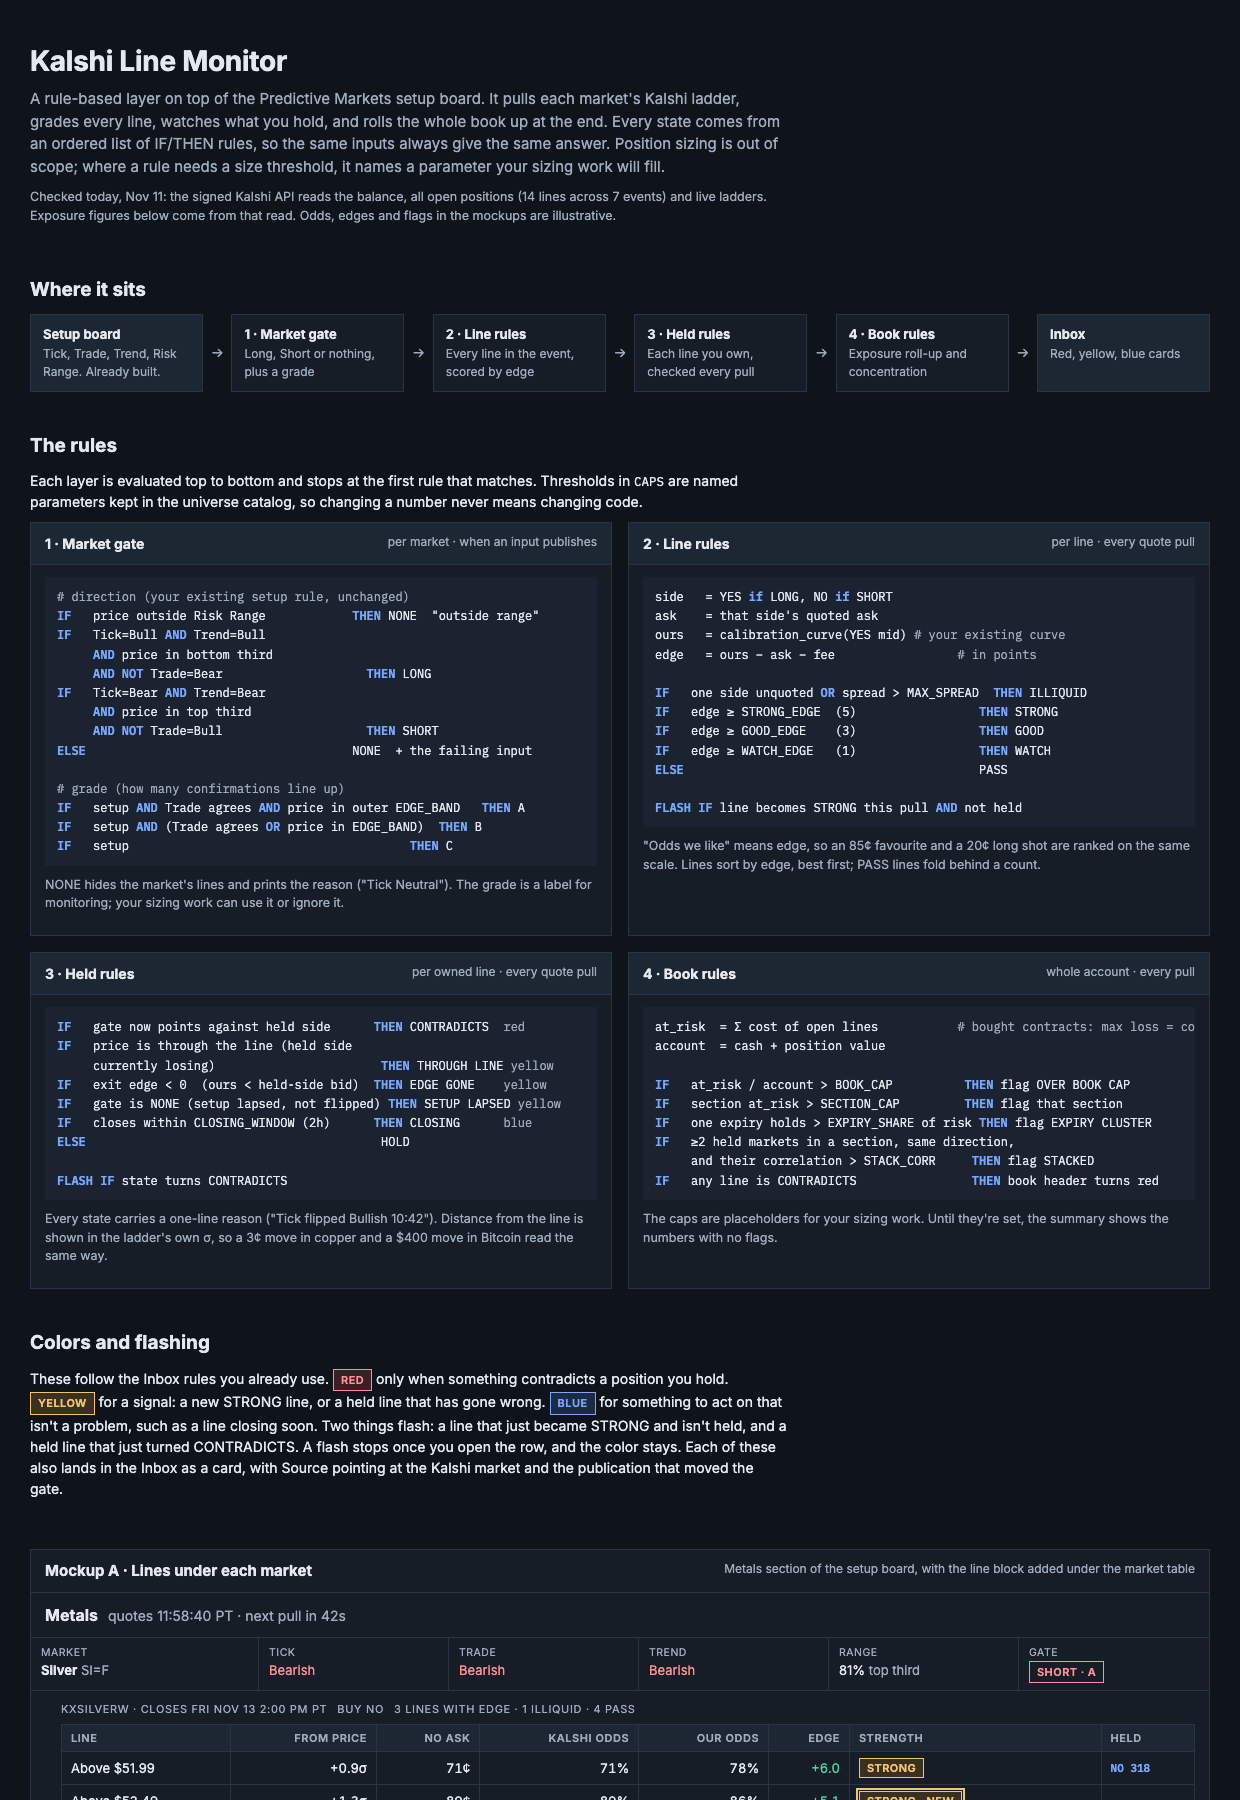 Kalshi Line Monitor
A rule-based layer on top of the Predictive Markets setup board. It pulls each market's Kalshi ladder,
grades every line, watches what you hold, and rolls the whole book up at the end. Every state comes from
an ordered list of IF/THEN rules, so the same inputs always give the same answer. Position sizing is out of
scope; where a rule needs a size threshold, it names a parameter your sizing work will fill.
Checked today, Nov 11: the signed Kalshi API reads the balance, all open positions (14 lines across 7 events) and live ladders.
Exposure figures below come from that read. Odds, edges and flags in the mockups are illustrative.
Where it sits
Setup board
Tick, Trade, Trend, Risk
Range. Already built.
→
1 · Market gate
Long, Short or nothing,
plus a grade
→
2 · Line rules
Every line in the event,
scored by edge
→
3 · Held rules
Each line you own,
checked every pull
→
4 · Book rules
Exposure roll-up and
concentration
→
Inbox
Red, yellow, blue cards
The rules
Each layer is evaluated top to bottom and stops at the first rule that matches. Thresholds in CAPS are named
parameters kept in the universe catalog, so changing a number never means changing code.
1 · Market gate per market · when an input publishes
# direction (your existing setup rule, unchanged)
IF price outside Risk Range THEN NONE "outside range"
IF Tick=Bull AND Trend=Bull
AND price in bottom third
AND NOT Trade=Bear THEN LONG
IF Tick=Bear AND Trend=Bear
AND price in top third
AND NOT Trade=Bull THEN SHORT
ELSE NONE + the failing input
# grade (how many confirmations line up)
IF setup AND Trade agrees AND price in outer EDGE_BAND THEN A
IF setup AND (Trade agrees OR price in EDGE_BAND) THEN B
IF setup THEN C
NONE hides the market's lines and prints the reason ("Tick Neutral"). The grade is a label for
monitoring; your sizing work can use it or ignore it.
2 · Line rules per line · every quote pull
side = YES if LONG, NO if SHORT
ask = that side's quoted ask
ours = calibration_curve(YES mid) # your existing curve
edge = ours − ask − fee # in points
IF one side unquoted OR spread > MAX_SPREAD THEN ILLIQUID
IF edge ≥ STRONG_EDGE (5) THEN STRONG
IF edge ≥ GOOD_EDGE (3) THEN GOOD
IF edge ≥ WATCH_EDGE (1) THEN WATCH
ELSE PASS
FLASH IF line becomes STRONG this pull AND not held
"Odds we like" means edge, so an 85¢ favourite and a 20¢ long shot are ranked on the same
scale. Lines sort by edge, best first; PASS lines fold behind a count.
3 · Held rules per owned line · every quote pull
IF gate now points against held side THEN CONTRADICTS red
IF price is through the line (held side
currently losing) THEN THROUGH LINE yellow
IF exit edge < 0 (ours < held-side bid) THEN EDGE GONE yellow
IF gate is NONE (setup lapsed, not flipped) THEN SETUP LAPSED yellow
IF closes within CLOSING_WINDOW (2h) THEN CLOSING blue
ELSE HOLD
FLASH IF state turns CONTRADICTS
Every state carries a one-line reason ("Tick flipped Bullish 10:42"). Distance from the line is
shown in the ladder's own σ, so a 3¢ move in copper and a $400 move in Bitcoin read the
same way.
4 · Book rules whole account · every pull
at_risk = Σ cost of open lines # bought contracts: max loss = co
account = cash + position value
IF at_risk / account > BOOK_CAP THEN flag OVER BOOK CAP
IF section at_risk > SECTION_CAP THEN flag that section
IF one expiry holds > EXPIRY_SHARE of risk THEN flag EXPIRY CLUSTER
IF ≥2 held markets in a section, same direction,
and their correlation > STACK_CORR THEN flag STACKED
IF any line is CONTRADICTS THEN book header turns red
The caps are placeholders for your sizing work. Until they're set, the summary shows the
numbers with no flags.
Colors and flashing
These follow the Inbox rules you already use. RED only when something contradicts a position you hold.
YELLOW for a signal: a new STRONG line, or a held line that has gone wrong. BLUE for something to act on that
isn't a problem, such as a line closing soon. Two things flash: a line that just became STRONG and isn't held, and a
held line that just turned CONTRADICTS. A flash stops once you open the row, and the color stays. Each of these
also lands in the Inbox as a card, with Source pointing at the Kalshi market and the publication that moved the
gate.
Mockup A · Lines under each market Metals section of the setup board, with the line block added under the market table
Metals quotes 11:58:40 PT · next pull in 42s
MARKET TICK TRADE TREND RANGE GATE
Silver SI=F Bearish Bearish Bearish 81% top third SHORT · A
KXSILVERW · CLOSES FRI NOV 13 2:00 PM PT BUY NO 3 LINES WITH EDGE · 1 ILLIQUID · 4 PASS
LINE FROM PRICE NO ASK KALSHI ODDS OUR ODDS EDGE STRENGTH HELD
Above $51.99 +0.9σ 71¢ 71% 78% +6.0 STRONG NO 318